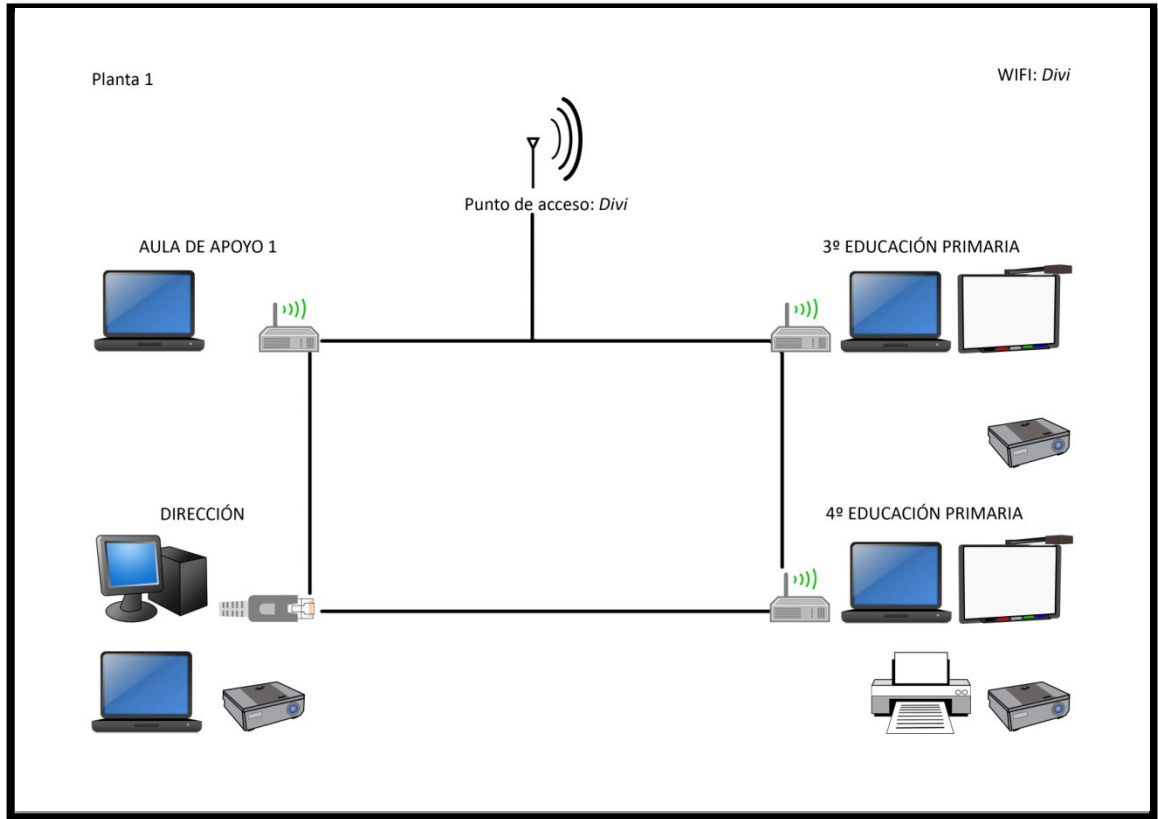 Planta 1
WIFI: Divi
Punto de acceso: Divi
AULA DE APOYO 1
3º EDUCACIÓN PRIMARIA
DIRECCIÓN
4º EDUCACIÓN PRIMARIA